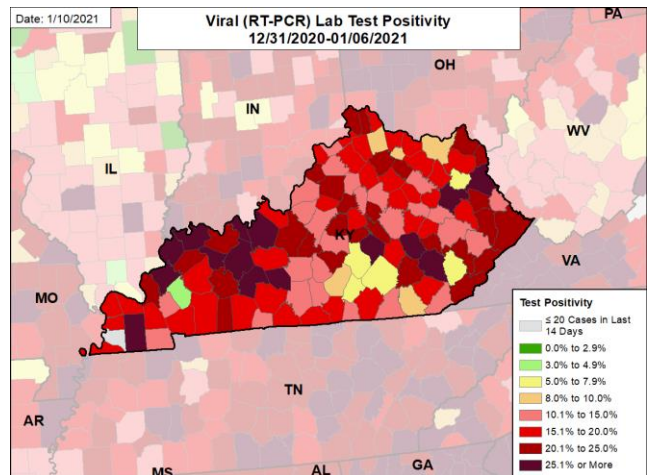 Date: 1/10/2021
Viral (RT-PCR) Lab Test Positivity
12/31/2020-01/06/2021
PA
OH
IN
WV
IL
KY
VA
MO
TN
AR
MS
AL
GA
Test Positivity
≤ 20 Cases in Last
14 Days
0.0% to 2.9%
3.0% to 4.9%
5.0% to 7.9%
8.0% to 10.0%
10.1% to 15.0%
15.1% to 20.0%
20.1% to 25.0%
25.1% or More